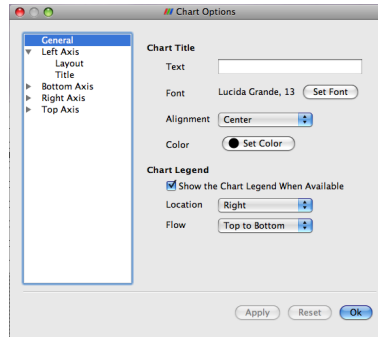 Chart Options
General
Left Axis
Layout
Title
Bottom Axis
Right Axis
Top Axis
Chart Title
Text
Font Lucida Grande, 13 Set Font
Alignment Center
Color Set Color
Chart Legend
Show the Chart Legend When Available
Location Right
Flow Top to Bottom
Apply Reset Ok